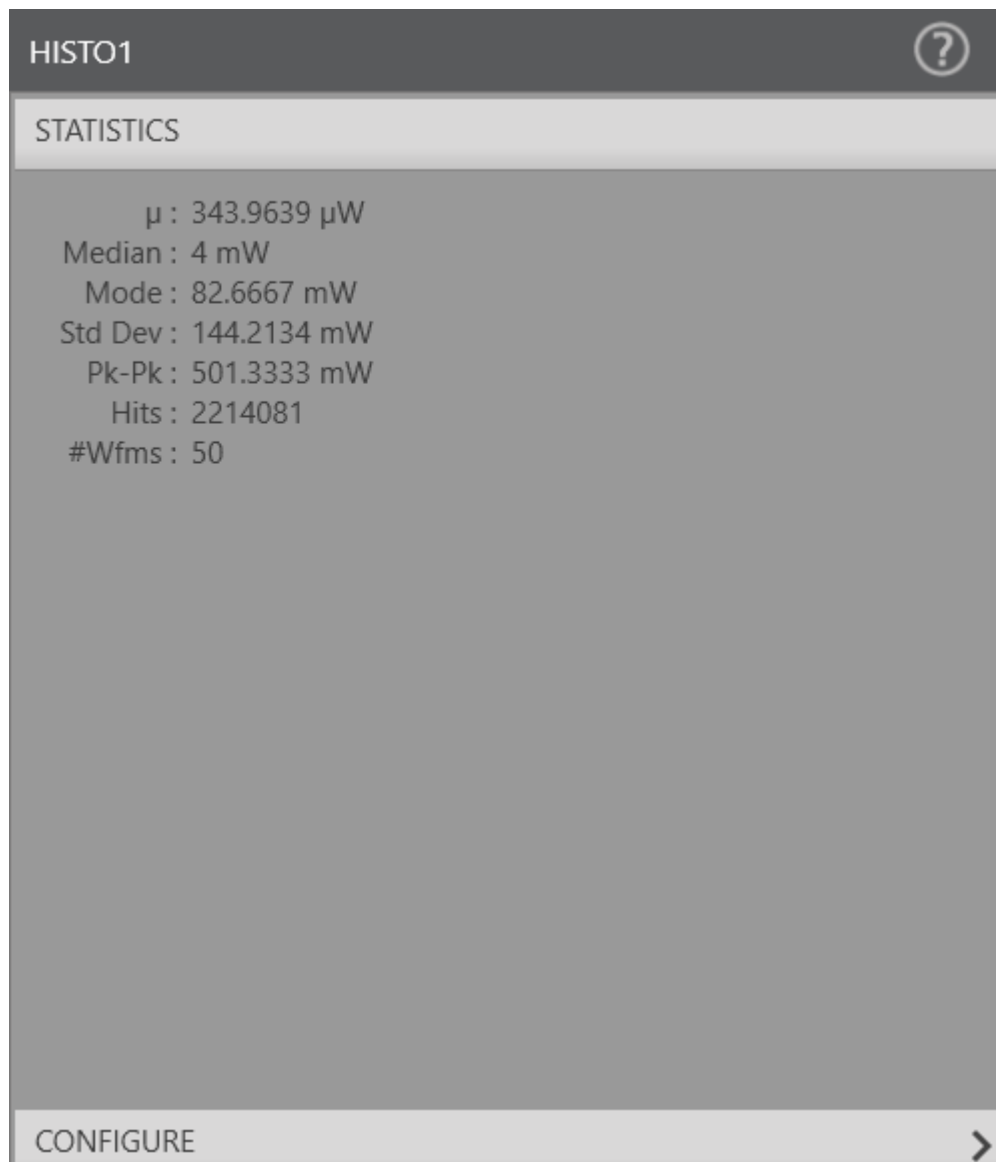 HISTO1
?
STATISTICS
µ : 343.9639 µW
Median : 4 mW
Mode : 82.6667 mW
Std Dev : 144.2134 mW
Pk-Pk : 501.3333 mW
Hits : 2214081
#Wfms : 50
CONFIGURE